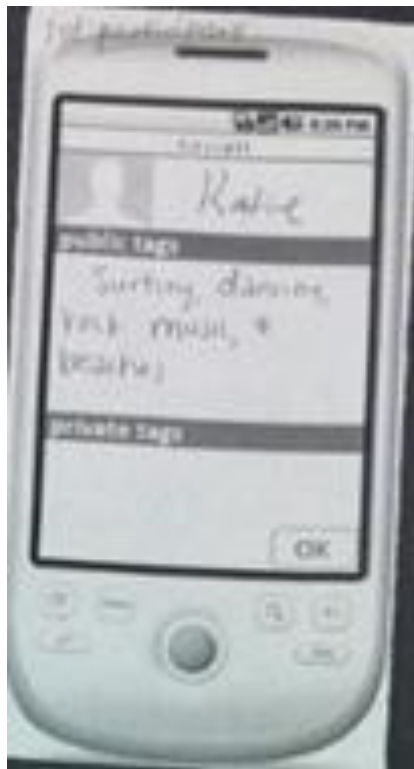 Katie
public tags
Surfing, dancing,
rock music, +
beaches
private tags
OK